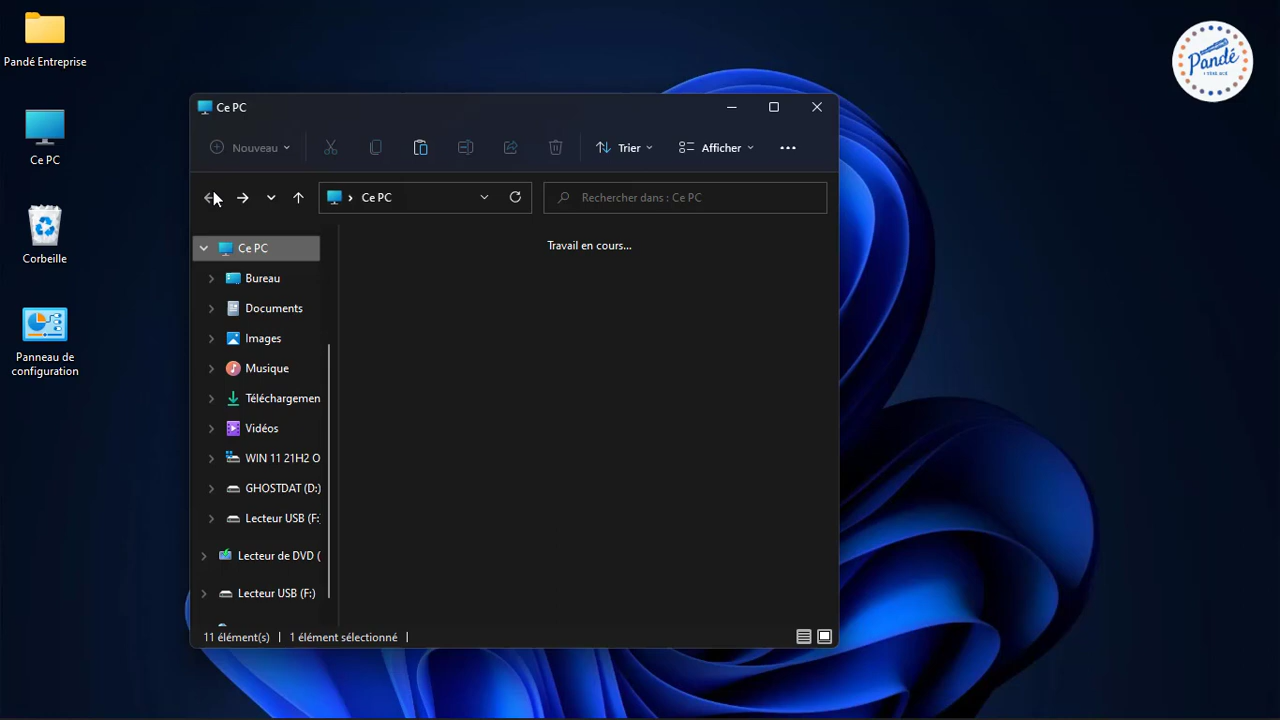 Pandé Entreprise
Ce PC
Corbeille
Panneau de
configuration
Ce PC
Nouveau
Trier
Afficher
Ce PC
Rechercher dans : Ce PC
Travail en cours...
Ce PC
Bureau
Documents
Images
Musique
Téléchargemen
Vidéos
WIN 11 21H2 O
GHOSTDAT (D:)
Lecteur USB (F:
Lecteur de DVD (
Lecteur USB (F:)
11 élément(s)
1 élément sélectionné
Pandé